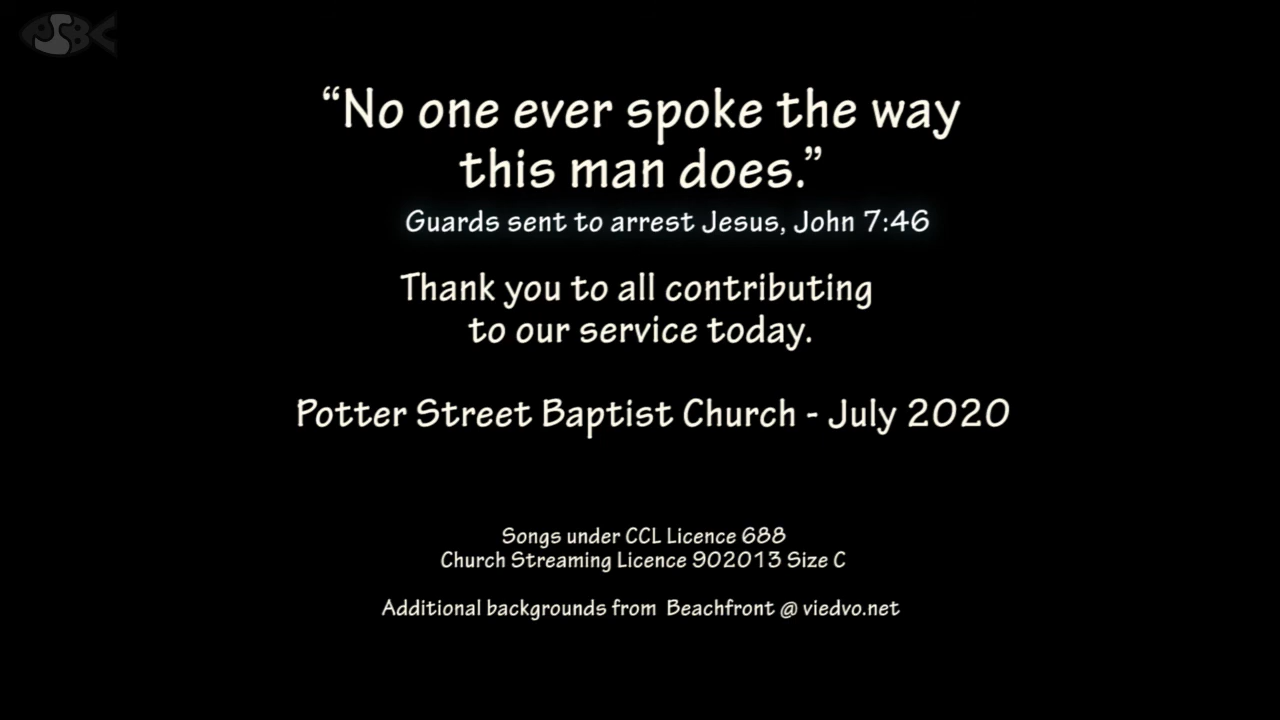 PSBC
“No one ever spoke the way
this man does.”
Guards sent to arrest Jesus, John 7:46
Thank you to all contributing
to our service today.
Potter Street Baptist Church - July 2020
Songs under CCL Licence 688
Church Streaming Licence 902013 Size C
Additional backgrounds from Beachfront @ viedvo.net